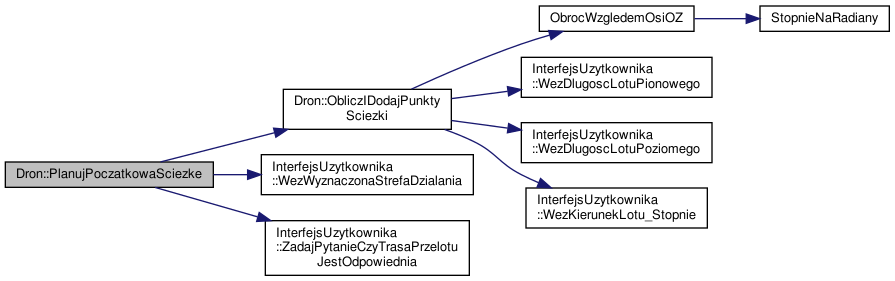 Dron::PlanujPoczatkowaSciezke
Dron::ObliczIDodajPunkty
Sciezki
InterfejsUzytkownika
::WezWyznaczonaStrefaDzialania
InterfejsUzytkownika
::ZadajPytanieCzyTrasaPrzelotu
JestOdpowiednia
ObrocWzgledemOsiOZ
InterfejsUzytkownika
::WezDlugoscLotuPionowego
InterfejsUzytkownika
::WezDlugoscLotuPoziomego
InterfejsUzytkownika
::WezKierunekLotu_Stopnie
StopnieNaRadiany